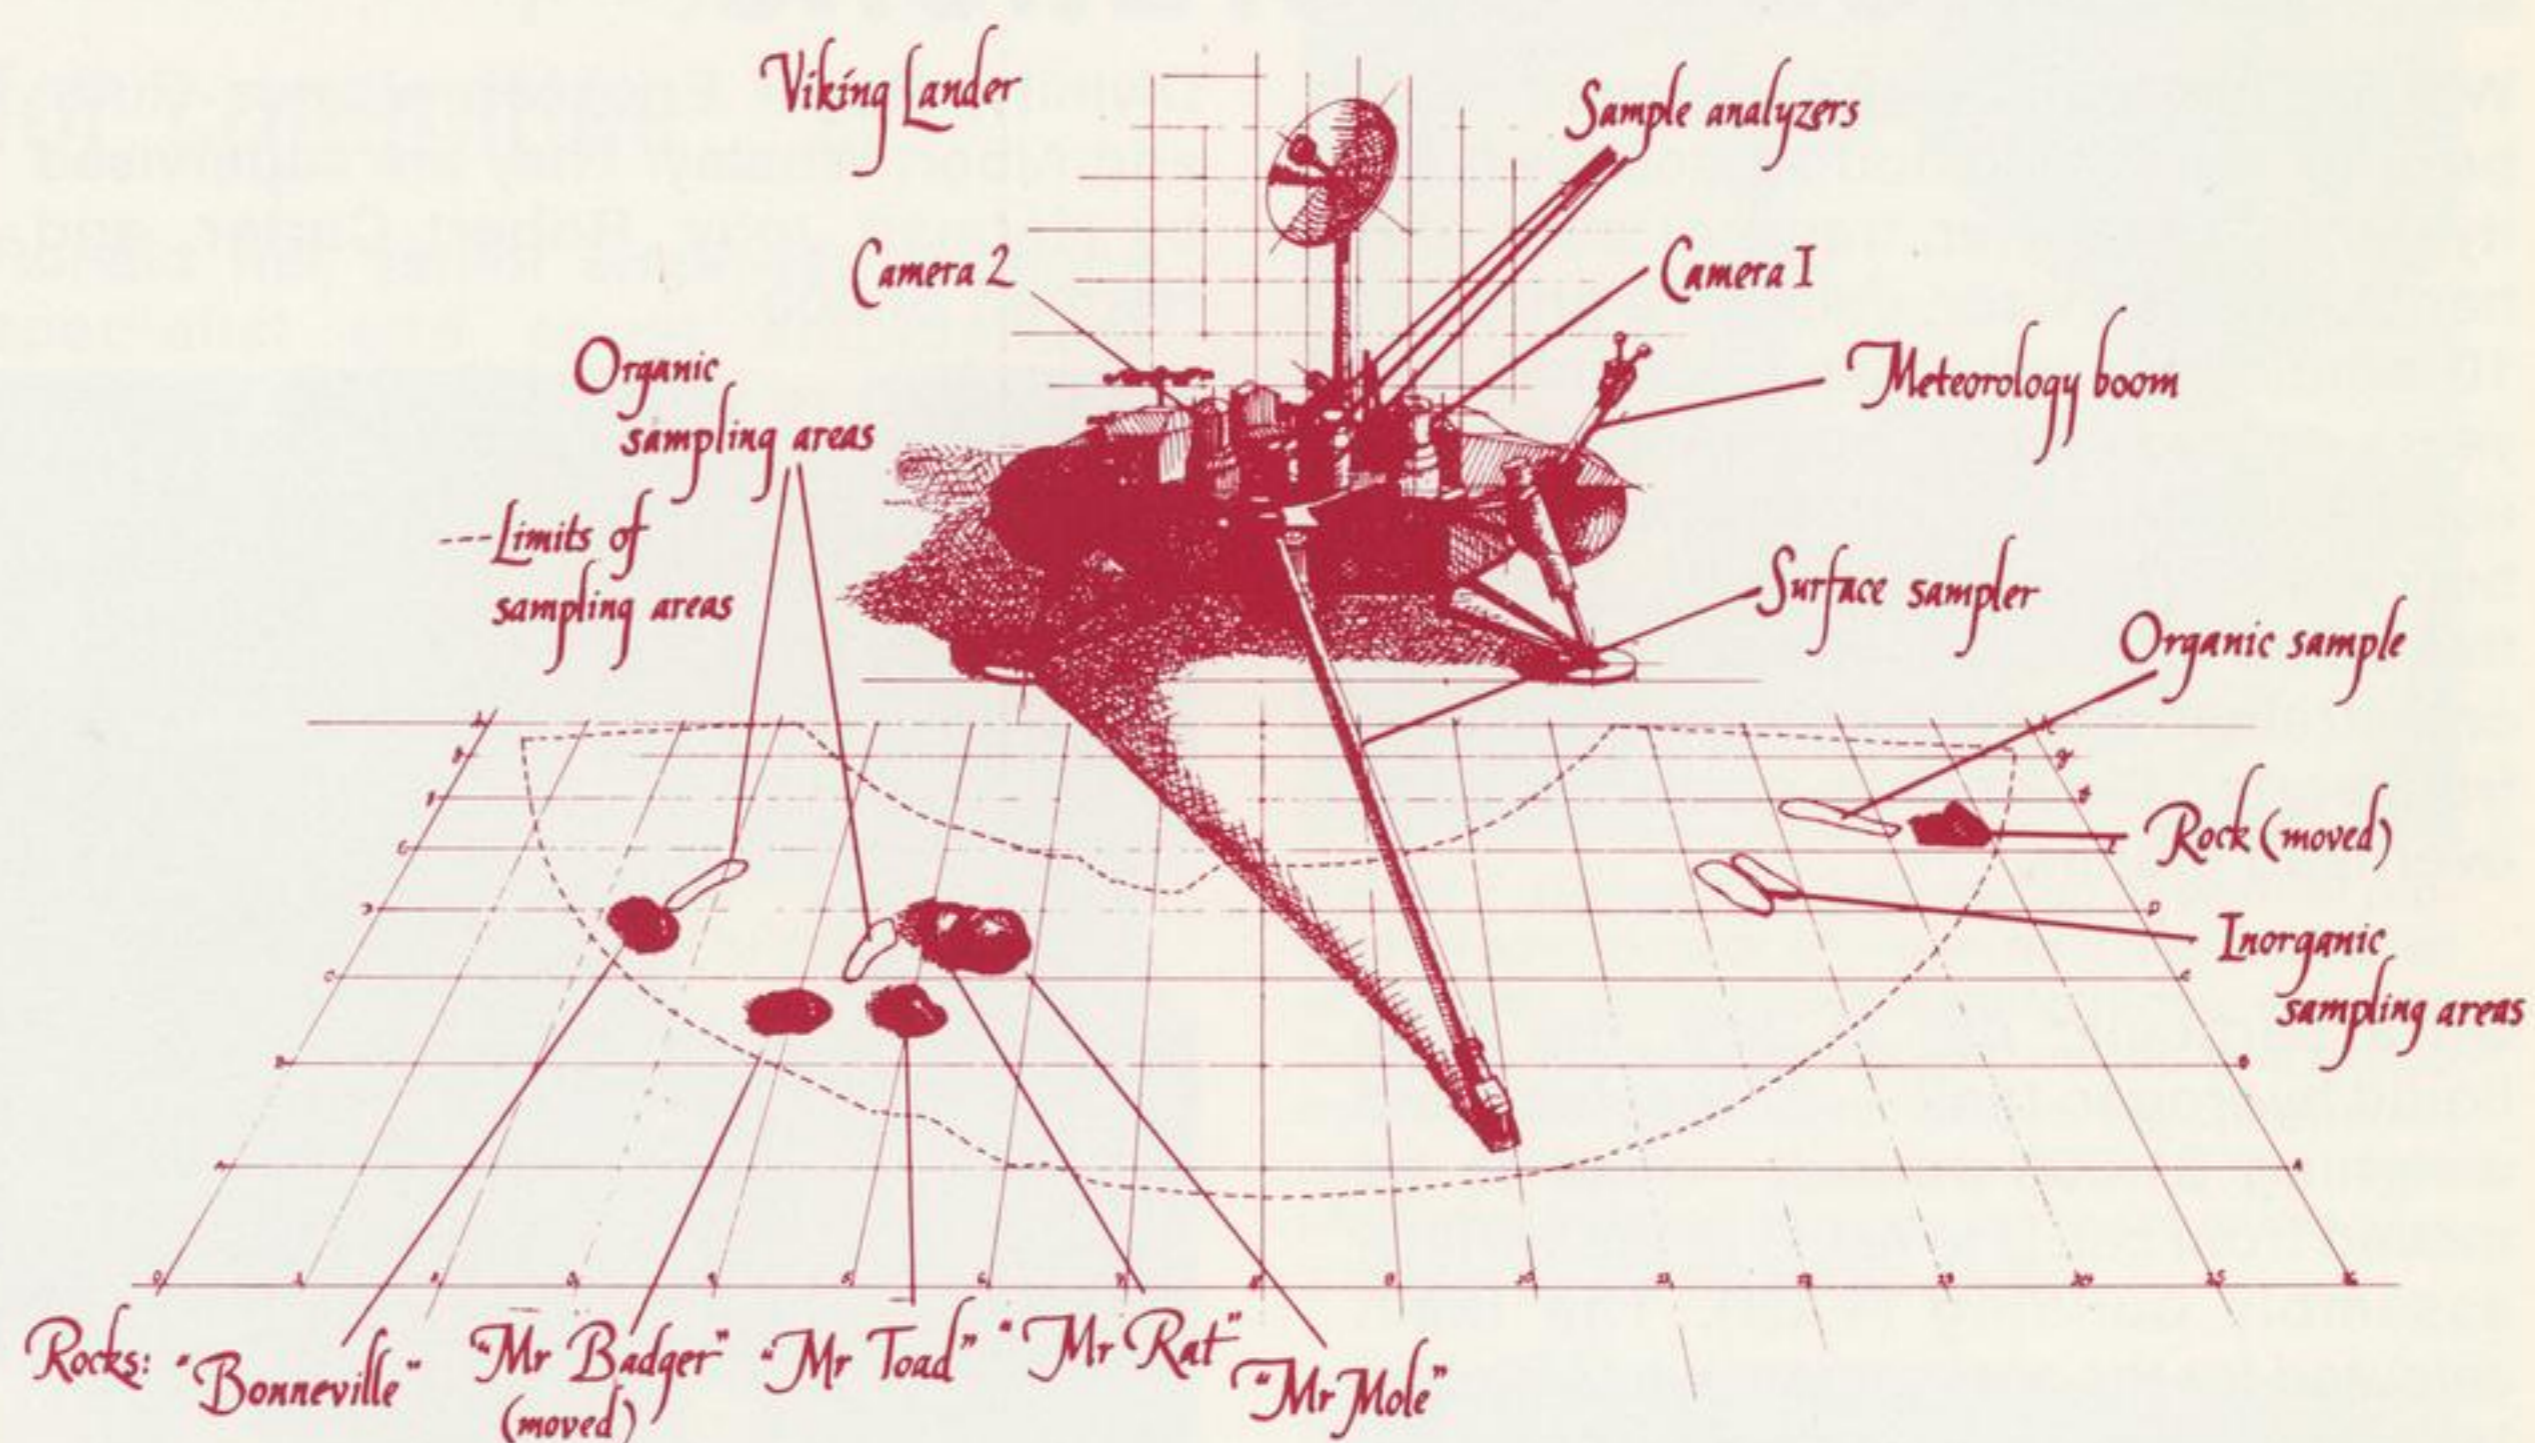 Viking Lander
Sample analyzers
Camera 2
Camera I
Organic
sampling areas
Meteorology boom
---Limits of
sampling areas
Surface sampler
Organic sample
Rock (moved)
Inorganic
sampling areas
Rocks: "Bonneville" "Mr Badger" "Mr Toad" "Mr Rat" "Mr Mole"
(moved)